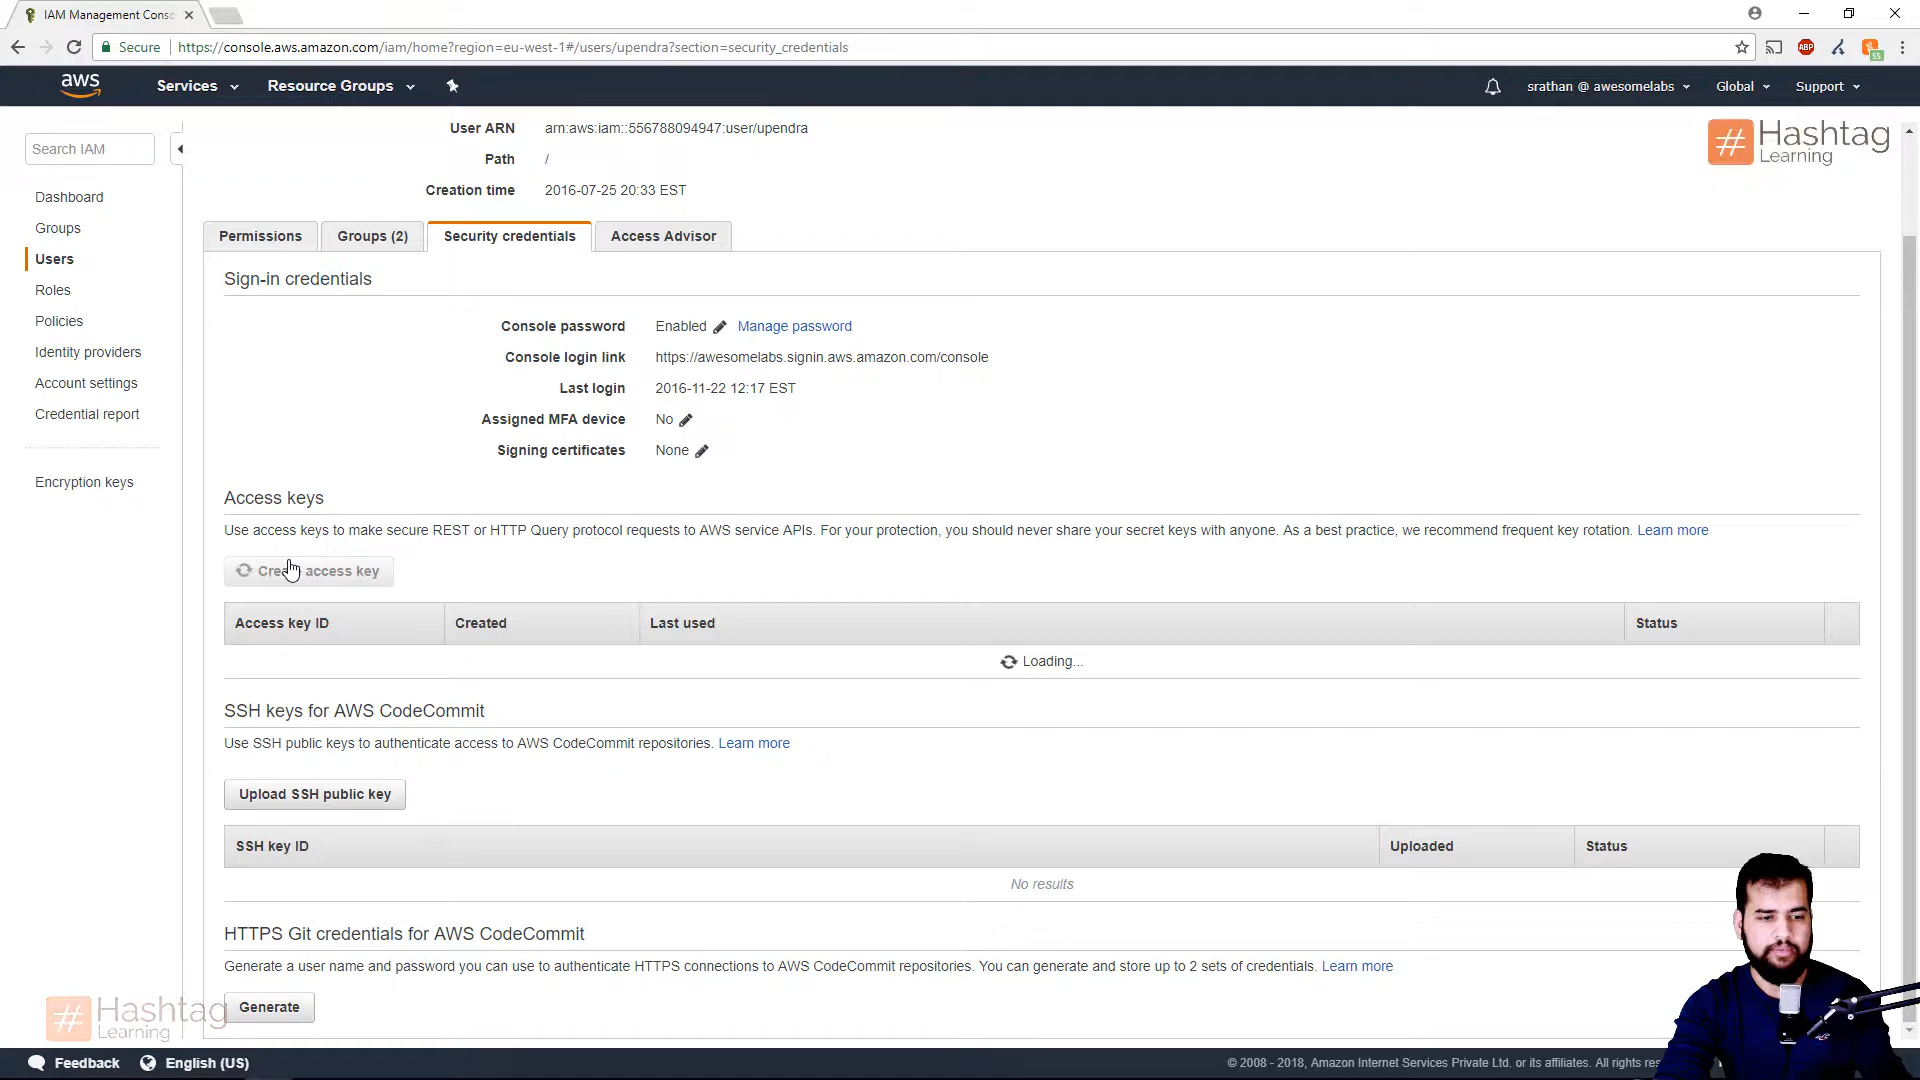 IAM Management Consc
Secure https://console.aws.amazon.com/iam/home?region=eu-west-1#/users/upendra?section=security_credentials
ABP
55
aws Services Resource Groups srathan @ awesomelabs Global Support
Search IAM
Dashboard
Groups
Users
Roles
Policies
Identity providers
Account settings
Credential report
Encryption keys
# Hashtag
Learning
User ARN arn:aws:iam::556788094947:user/upendra
Path /
Creation time 2016-07-25 20:33 EST
Permissions Groups (2) Security credentials Access Advisor
Sign-in credentials
Console password Enabled Manage password
Console login link https://awesomelabs.signin.aws.amazon.com/console
Last login 2016-11-22 12:17 EST
Assigned MFA device No
Signing certificates None
Access keys
Use access keys to make secure REST or HTTP Query protocol requests to AWS service APIs. For your protection, you should never share your secret keys with anyone. As a best practice, we recommend frequent key rotation. Learn more
Create access key
Access key ID Created Last used Status
Loading...
SSH keys for AWS CodeCommit
Use SSH public keys to authenticate access to AWS CodeCommit repositories. Learn more
Upload SSH public key
SSH key ID Uploaded Status
No results
HTTPS Git credentials for AWS CodeCommit
Generate a user name and password you can use to authenticate HTTPS connections to AWS CodeCommit repositories. You can generate and store up to 2 sets of credentials. Learn more
Generate
# Hashtag
Learning
Feedback English (US) © 2008 - 2018, Amazon Internet Services Private Ltd. or its affiliates. All rights